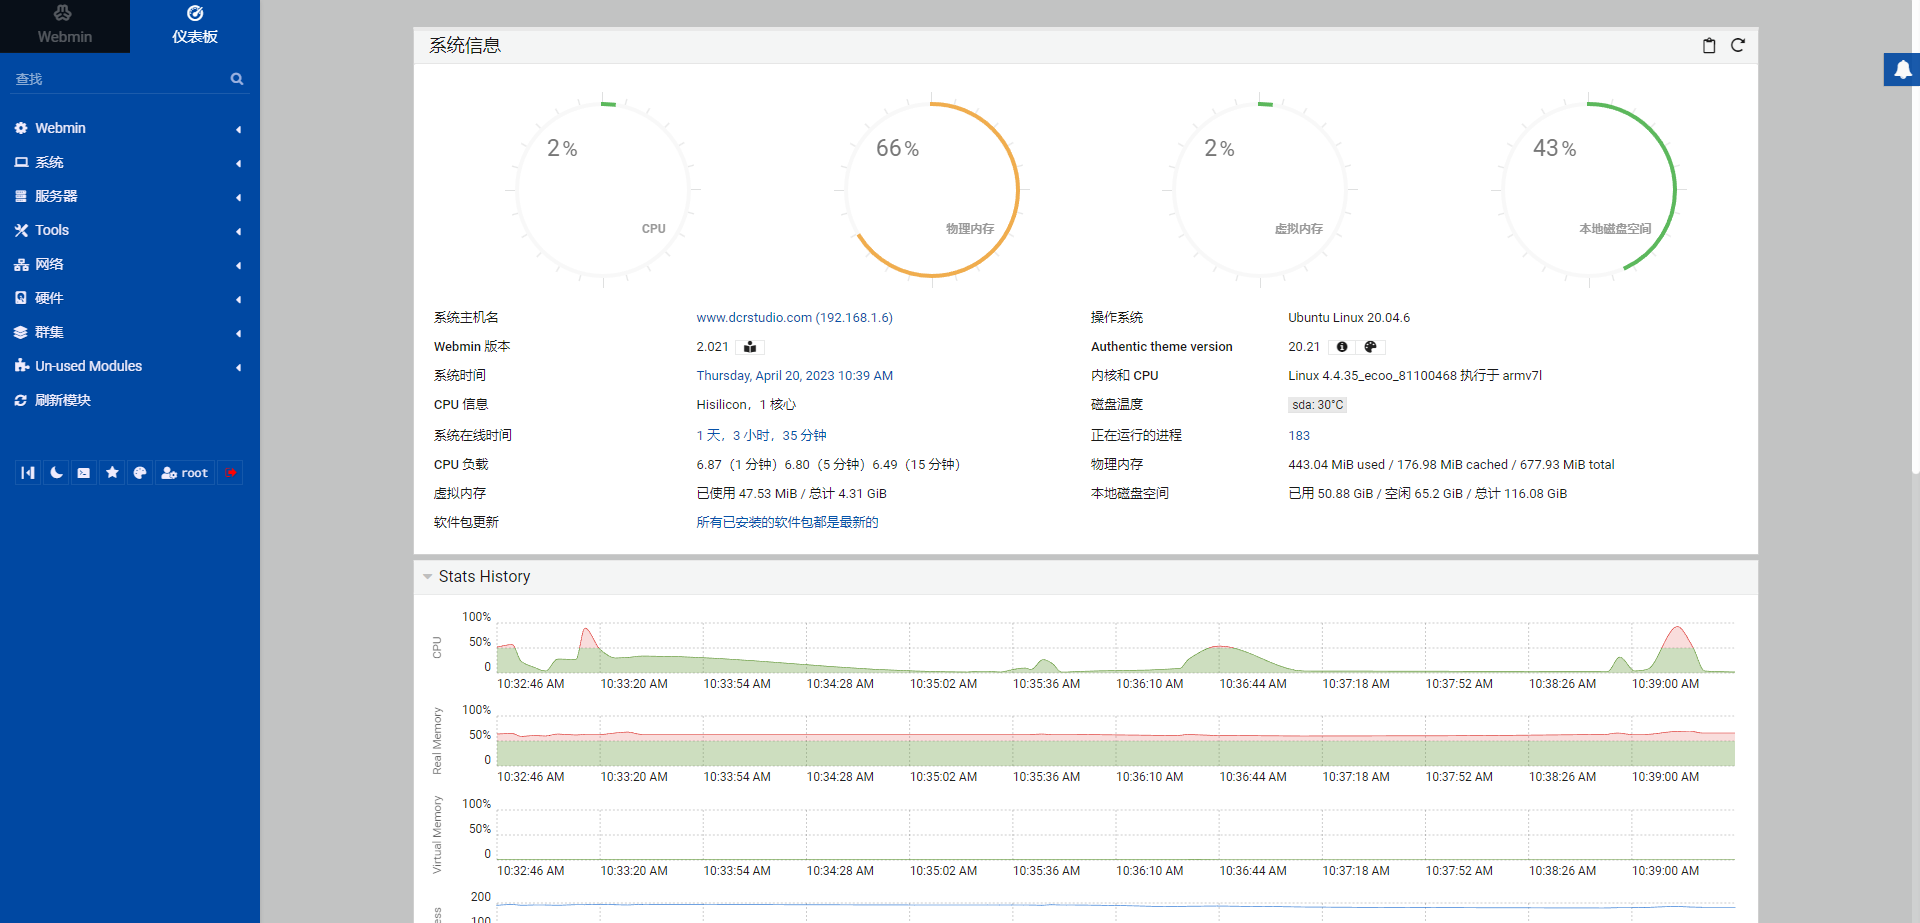 Webmin
仪表板
查找
Webmin
系统
服务器
Tools
网络
硬件
群集
Un-used Modules
刷新模块
root
系统信息
2%
CPU
66%
物理内存
2%
虚拟内存
43%
本地磁盘空间
系统主机名 www.dcrstudio.com (192.168.1.6) 操作系统 Ubuntu Linux 20.04.6
Webmin 版本 2.021 Authentic theme version 20.21
系统时间 Thursday, April 20, 2023 10:39 AM 内核和 CPU Linux 4.4.35_ecoo_81100468 执行于 armv7l
CPU 信息 Hisilicon，1 核心 磁盘温度 sda: 30°C
系统在线时间 1 天，3 小时，35 分钟 正在运行的进程 183
CPU 负载 6.87（1 分钟）6.80（5 分钟）6.49（15 分钟） 物理内存 443.04 MiB used / 176.98 MiB cached / 677.93 MiB total
虚拟内存 已使用 47.53 MiB / 总计 4.31 GiB 本地磁盘空间 已用 50.88 GiB / 空闲 65.2 GiB / 总计 116.08 GiB
软件包更新 所有已安装的软件包都是最新的
Stats History
CPU
100%
50%
0
10:32:46 AM 10:33:20 AM 10:33:54 AM 10:34:28 AM 10:35:02 AM 10:35:36 AM 10:36:10 AM 10:36:44 AM 10:37:18 AM 10:37:52 AM 10:38:26 AM 10:39:00 AM
Real Memory
100%
50%
0
10:32:46 AM 10:33:20 AM 10:33:54 AM 10:34:28 AM 10:35:02 AM 10:35:36 AM 10:36:10 AM 10:36:44 AM 10:37:18 AM 10:37:52 AM 10:38:26 AM 10:39:00 AM
Virtual Memory
100%
50%
0
10:32:46 AM 10:33:20 AM 10:33:54 AM 10:34:28 AM 10:35:02 AM 10:35:36 AM 10:36:10 AM 10:36:44 AM 10:37:18 AM 10:37:52 AM 10:38:26 AM 10:39:00 AM
200
100